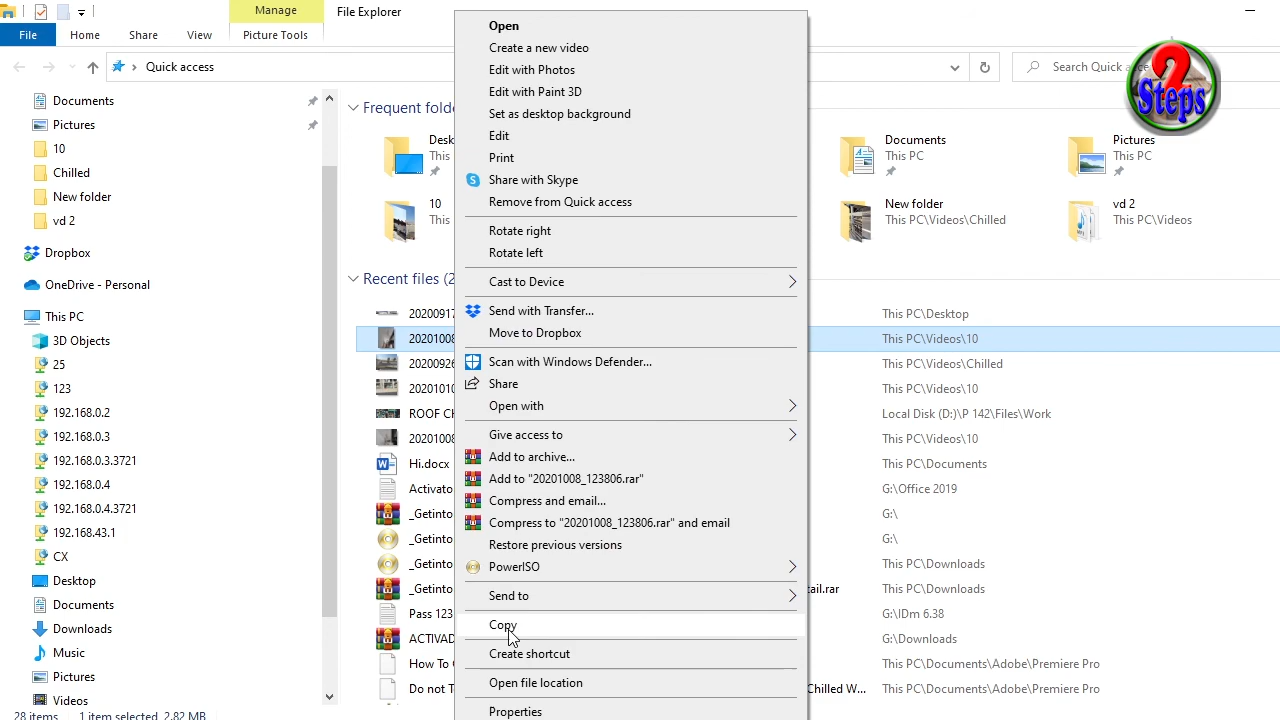 Manage
File Explorer
File
Home
Share
View
Picture Tools
Quick access
Search Quick
2
Steps
Documents
Pictures
10
Chilled
New folder
vd 2
Dropbox
OneDrive - Personal
This PC
3D Objects
25
123
192.168.0.2
192.168.0.3
192.168.0.3.3721
192.168.0.4
192.168.0.4.3721
192.168.43.1
CX
Desktop
Documents
Downloads
Music
Pictures
Videos
28 items
1 item selected 2.82 MB
Frequent folde
Desk
This
10
This
Documents
This PC
Pictures
This PC
New folder
This PC\Videos\Chilled
vd 2
This PC\Videos
Recent files (2
2020091
This PC\Desktop
20201008
This PC\Videos\10
20200926
This PC\Videos\Chilled
20201010
This PC\Videos\10
ROOF CH
Local Disk (D:)\P 142\Files\Work
20201008
This PC\Videos\10
Hi.docx
This PC\Documents
Activato
G:\Office 2019
_Getinto
G:\
_Getinto
G:\
_Getinto
This PC\Downloads
_Getinto
tail.rar
This PC\Downloads
Pass 123
G:\IDm 6.38
ACTIVAD
G:\Downloads
How To
This PC\Documents\Adobe\Premiere Pro
Do not T
Chilled W...
This PC\Documents\Adobe\Premiere Pro
Open
Create a new video
Edit with Photos
Edit with Paint 3D
Set as desktop background
Edit
Print
Share with Skype
Remove from Quick access
Rotate right
Rotate left
Cast to Device
Send with Transfer...
Move to Dropbox
Scan with Windows Defender...
Share
Open with
Give access to
Add to archive...
Add to "20201008_123806.rar"
Compress and email...
Compress to "20201008_123806.rar" and email
Restore previous versions
PowerISO
Send to
Copy
Create shortcut
Open file location
Properties